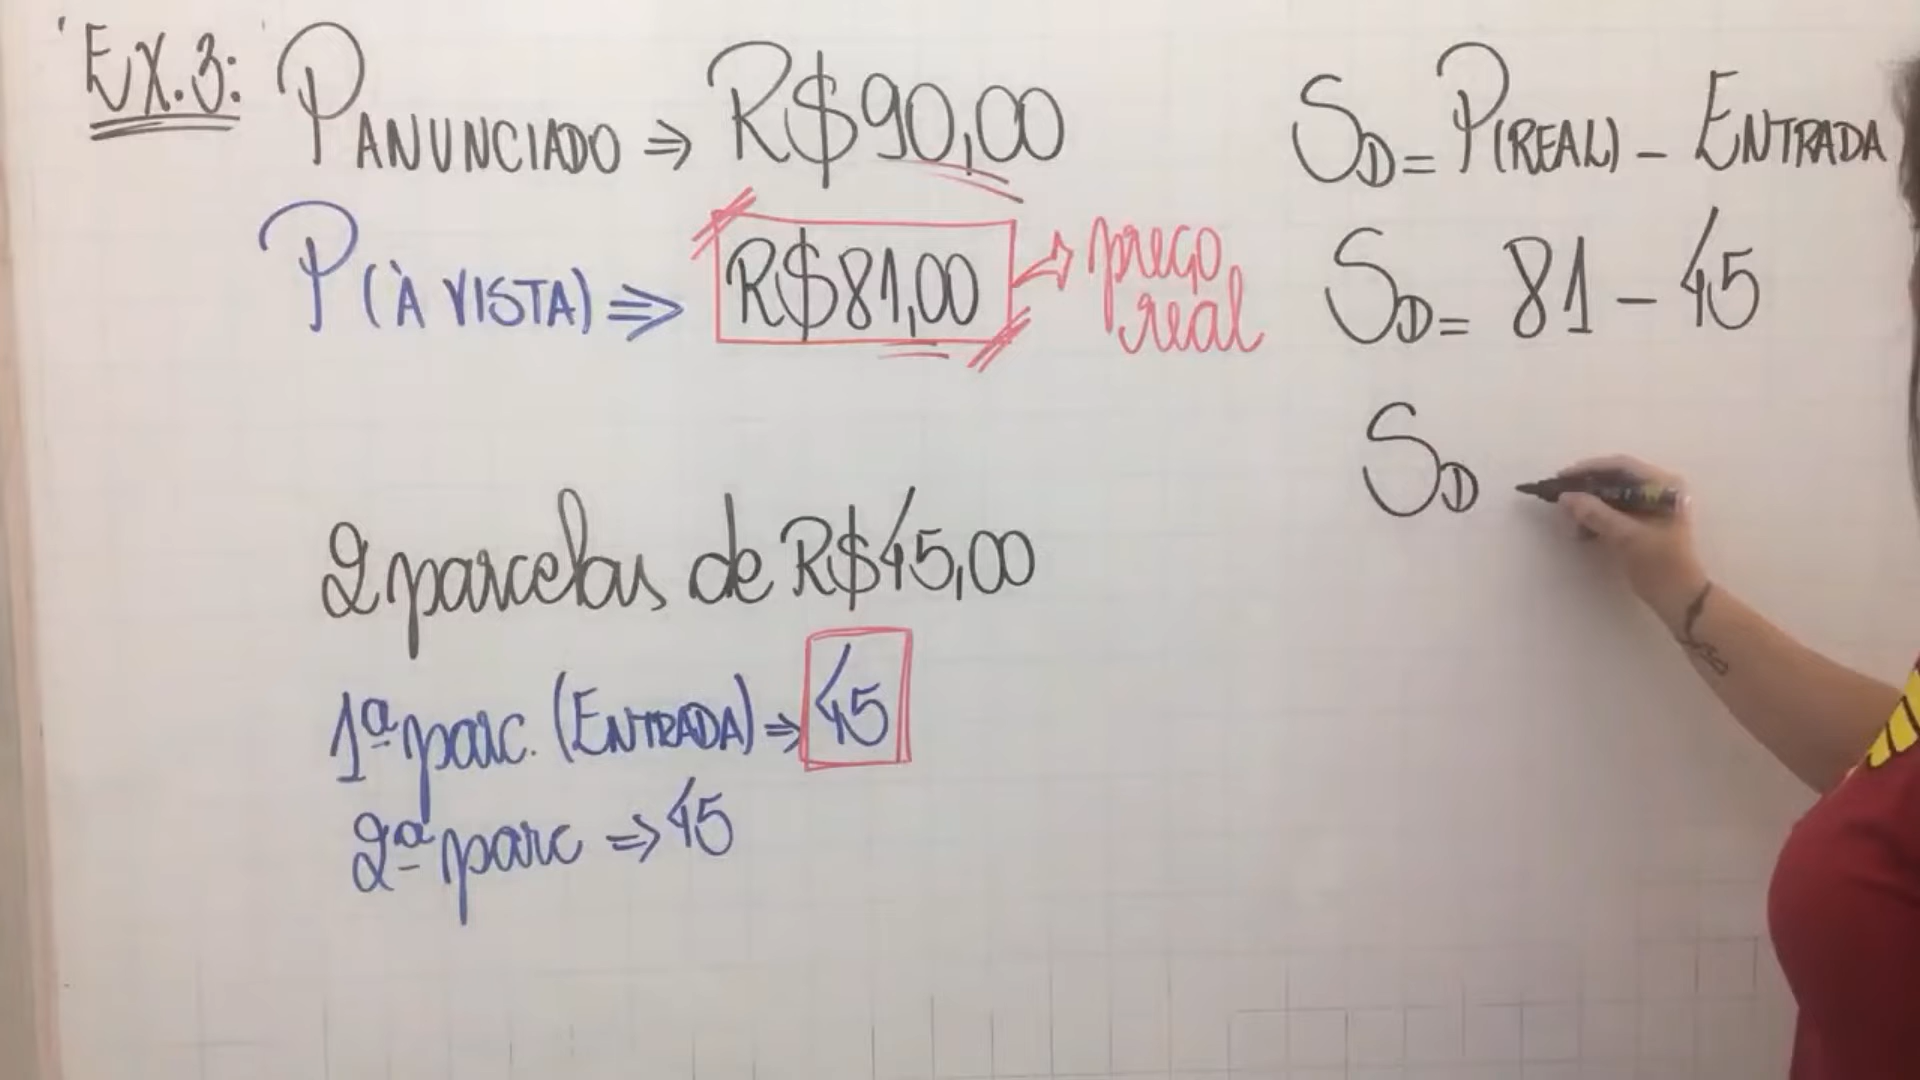 Ex.3: PANUNCIADO ⇒ R$90,00
P(À VISTA) ⇒ R$81,00 ⇒ preço real
2 parcelas de R$45,00
1ª parc. (ENTRADA) ⇒ 45
2ª parc ⇒ 45
SD = P(REAL) - ENTRADA
SD = 81 - 45
SD